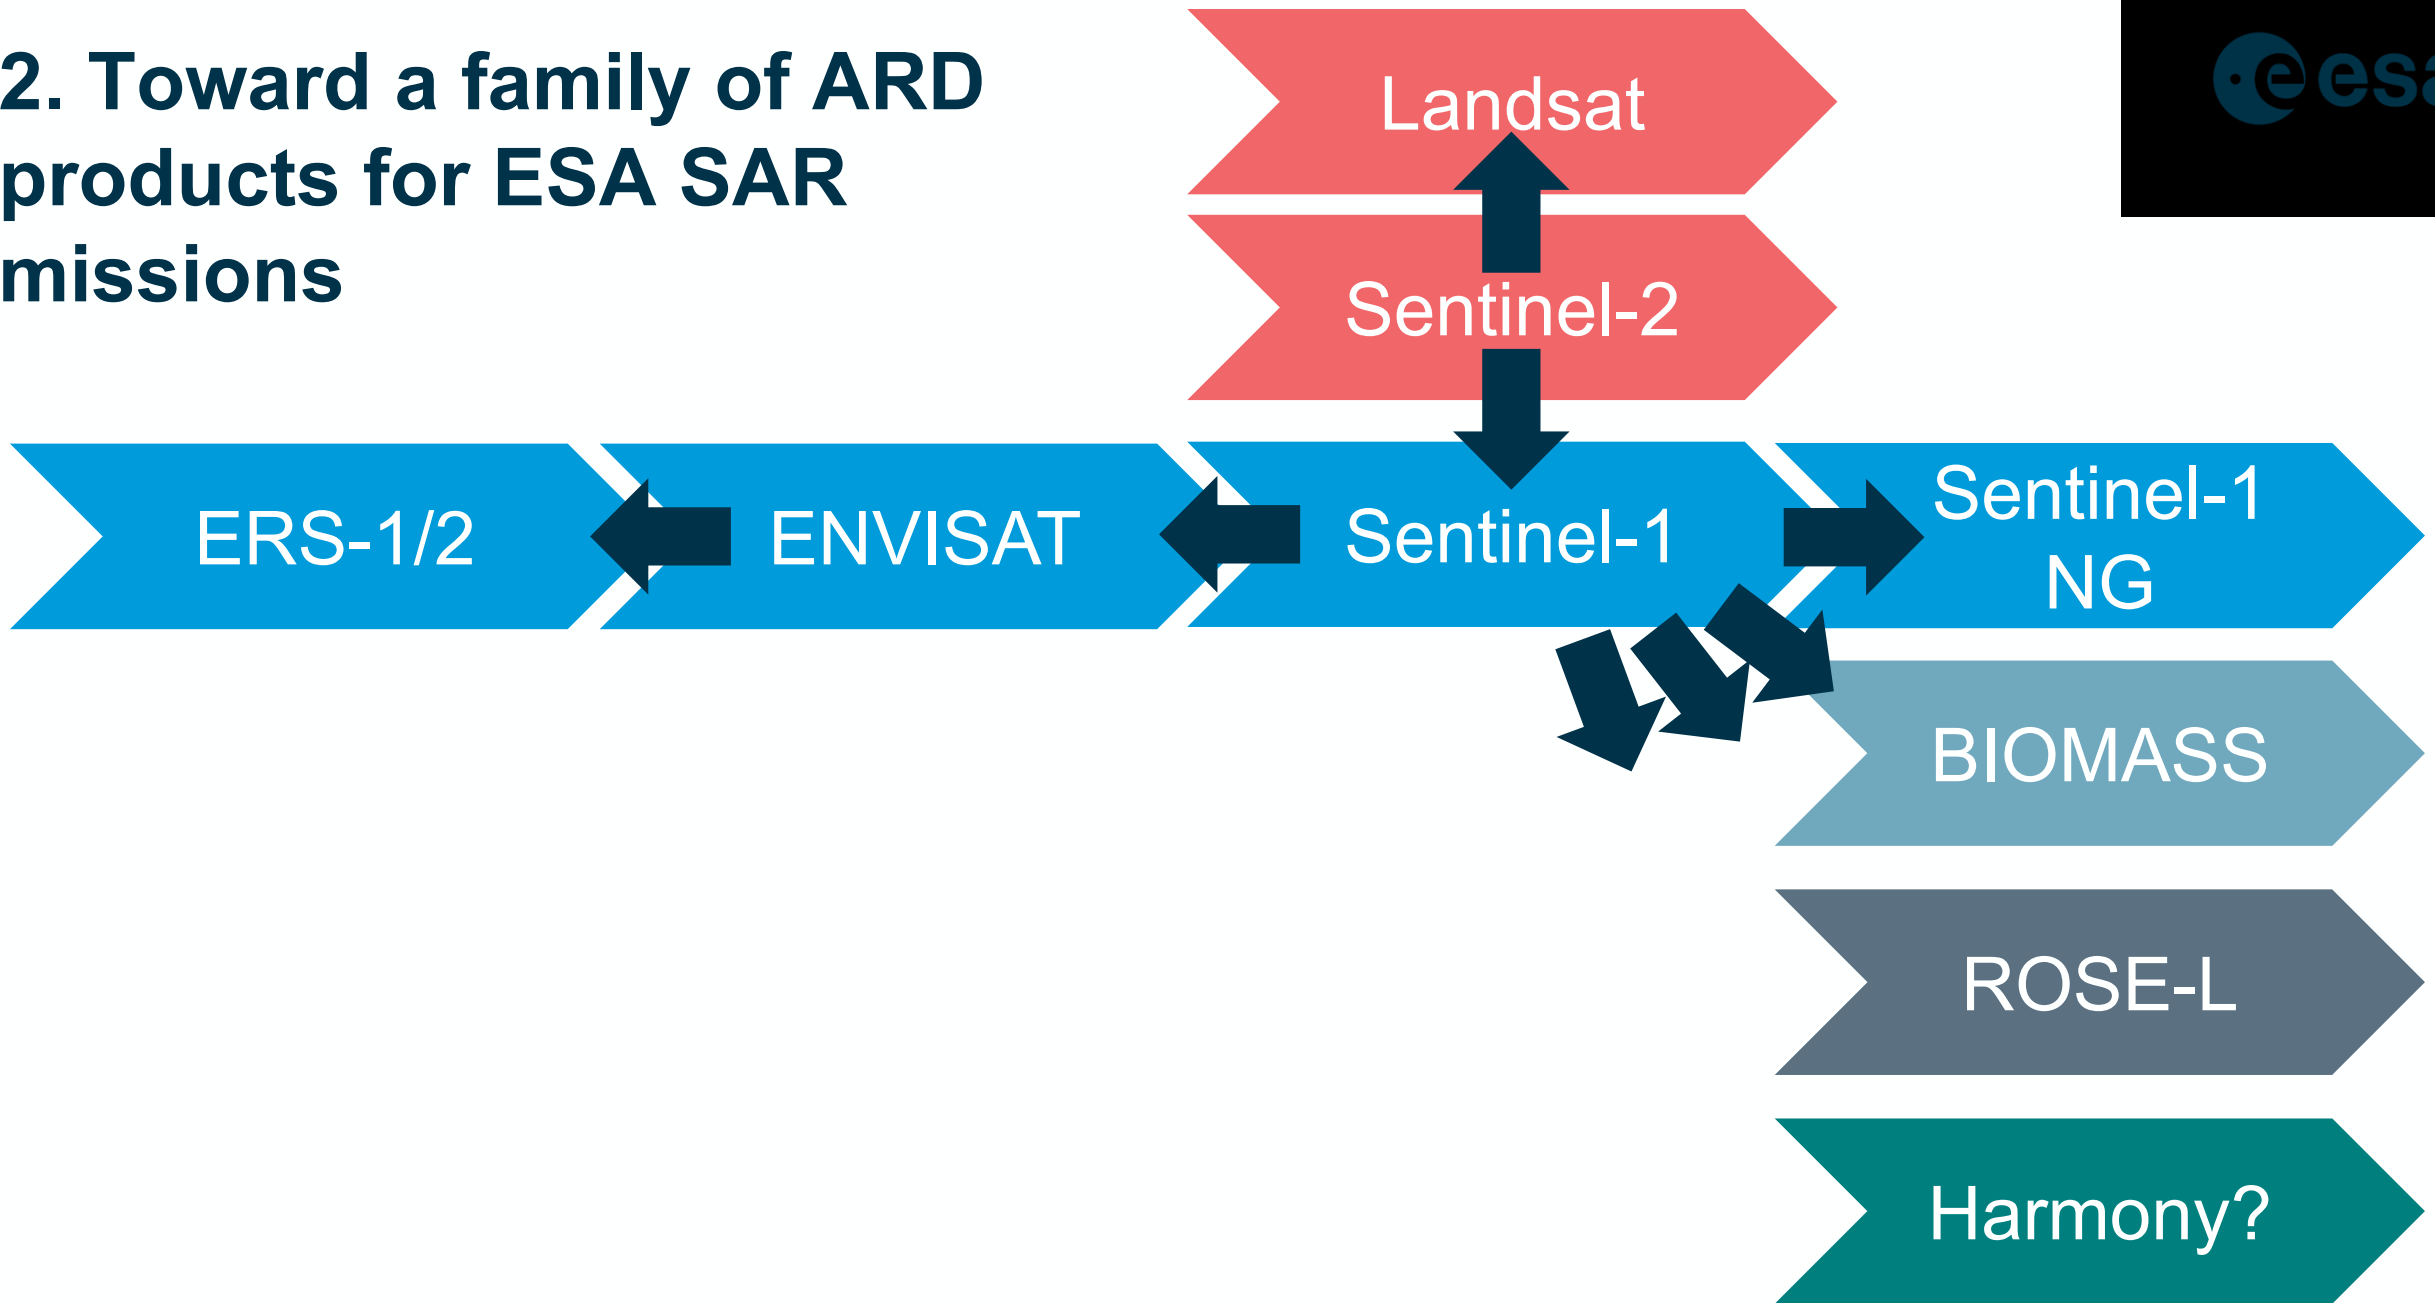 2. Toward a family of ARD
products for ESA SAR
missions
esa
Landsat
Sentinel-2
ERS-1/2
ENVISAT
Sentinel-1
Sentinel-1
NG
BIOMASS
ROSE-L
Harmony?